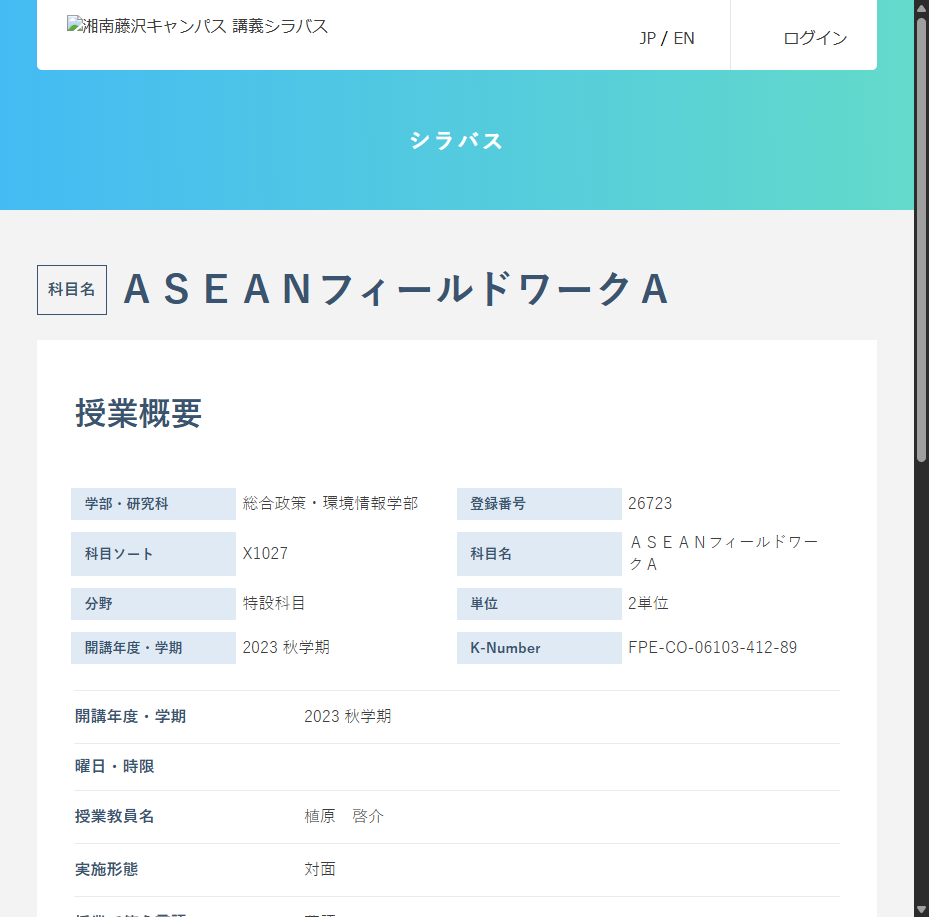 湘南藤沢キャンパス 講義シラバス
JP / EN
ログイン
シラバス
科目名
ＡＳＥＡＮフィールドワークＡ
授業概要
学部・研究科 総合政策・環境情報学部
登録番号 26723
科目ソート X1027
科目名 ＡＳＥＡＮフィールドワー
クＡ
分野 特設科目
単位 2単位
開講年度・学期 2023 秋学期
K-Number FPE-CO-06103-412-89
開講年度・学期 2023 秋学期
曜日・時限
授業教員名 植原　啓介
実施形態 対面